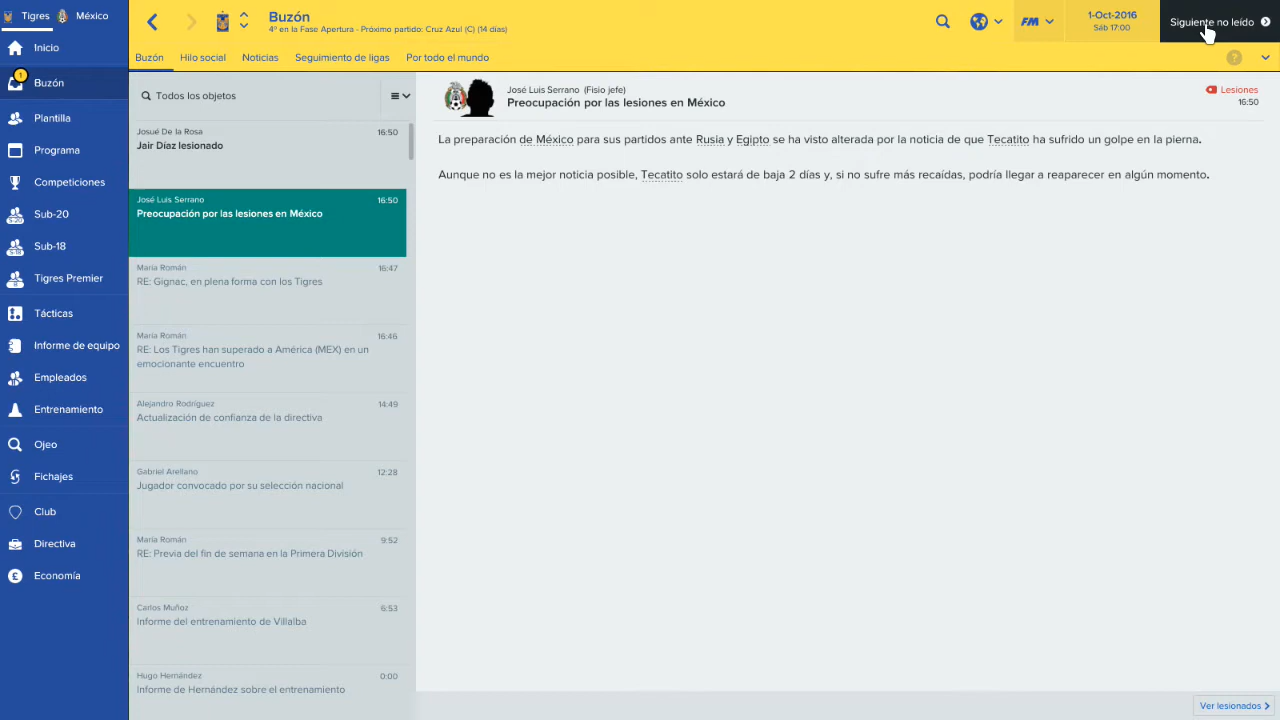 Tigres México
Buzón
4º en la Fase Apertura - Próximo partido: Cruz Azul (C) (14 días)
FM
1-Oct-2016
Sáb 17:00
Siguiente no leído
Buzón Hilo social Noticias Seguimiento de ligas Por todo el mundo
?
Inicio
1
Buzón
Plantilla
Programa
Competiciones
Sub-20
Sub-18
Tigres Premier
Tácticas
Informe de equipo
Empleados
Entrenamiento
Ojeo
Fichajes
Club
Directiva
Economía
Todos los objetos
Josué De la Rosa 16:50
Jair Díaz lesionado
José Luis Serrano 16:50
Preocupación por las lesiones en México
María Román 16:47
RE: Gignac, en plena forma con los Tigres
María Román 16:46
RE: Los Tigres han superado a América (MEX) en un
emocionante encuentro
Alejandro Rodríguez 14:49
Actualización de confianza de la directiva
Gabriel Arellano 12:28
Jugador convocado por su selección nacional
María Román 9:52
RE: Previa del fin de semana en la Primera División
Carlos Muñoz 6:53
Informe del entrenamiento de Villalba
Hugo Hernández 0:00
Informe de Hernández sobre el entrenamiento
José Luis Serrano (Fisio jefe)
Preocupación por las lesiones en México
Lesiones
16:50
La preparación de México para sus partidos ante Rusia y Egipto se ha visto alterada por la noticia de que Tecatito ha sufrido un golpe en la pierna.
Aunque no es la mejor noticia posible, Tecatito solo estará de baja 2 días y, si no sufre más recaídas, podría llegar a reaparecer en algún momento.
Ver lesionados